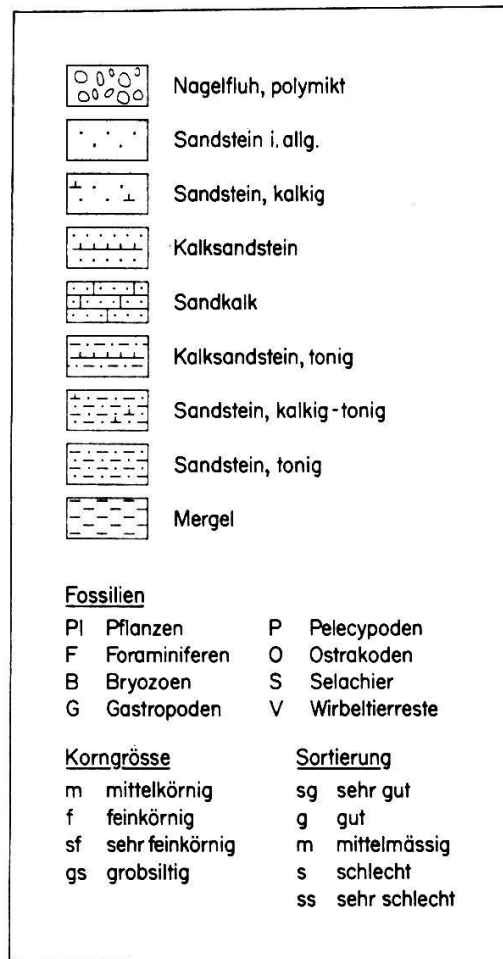 Nagelfluh, polymikt
Sandstein i. allg.
Sandstein, kalkig
Kalksandstein
Sandkalk
Kalksandstein, tonig
Sandstein, kalkig-tonig
Sandstein, tonig
Mergel
Fossilien
Pl Pflanzen P Pelecypoden
F Foraminiferen O Ostrakoden
B Bryozoen S Selachier
G Gastropoden V Wirbeltierreste
Korngrösse Sortierung
m mittelkörnig sg sehr gut
f feinkörnig g gut
sf sehr feinkörnig m mittelmässig
gs grobsiltig s schlecht
ss sehr schlecht